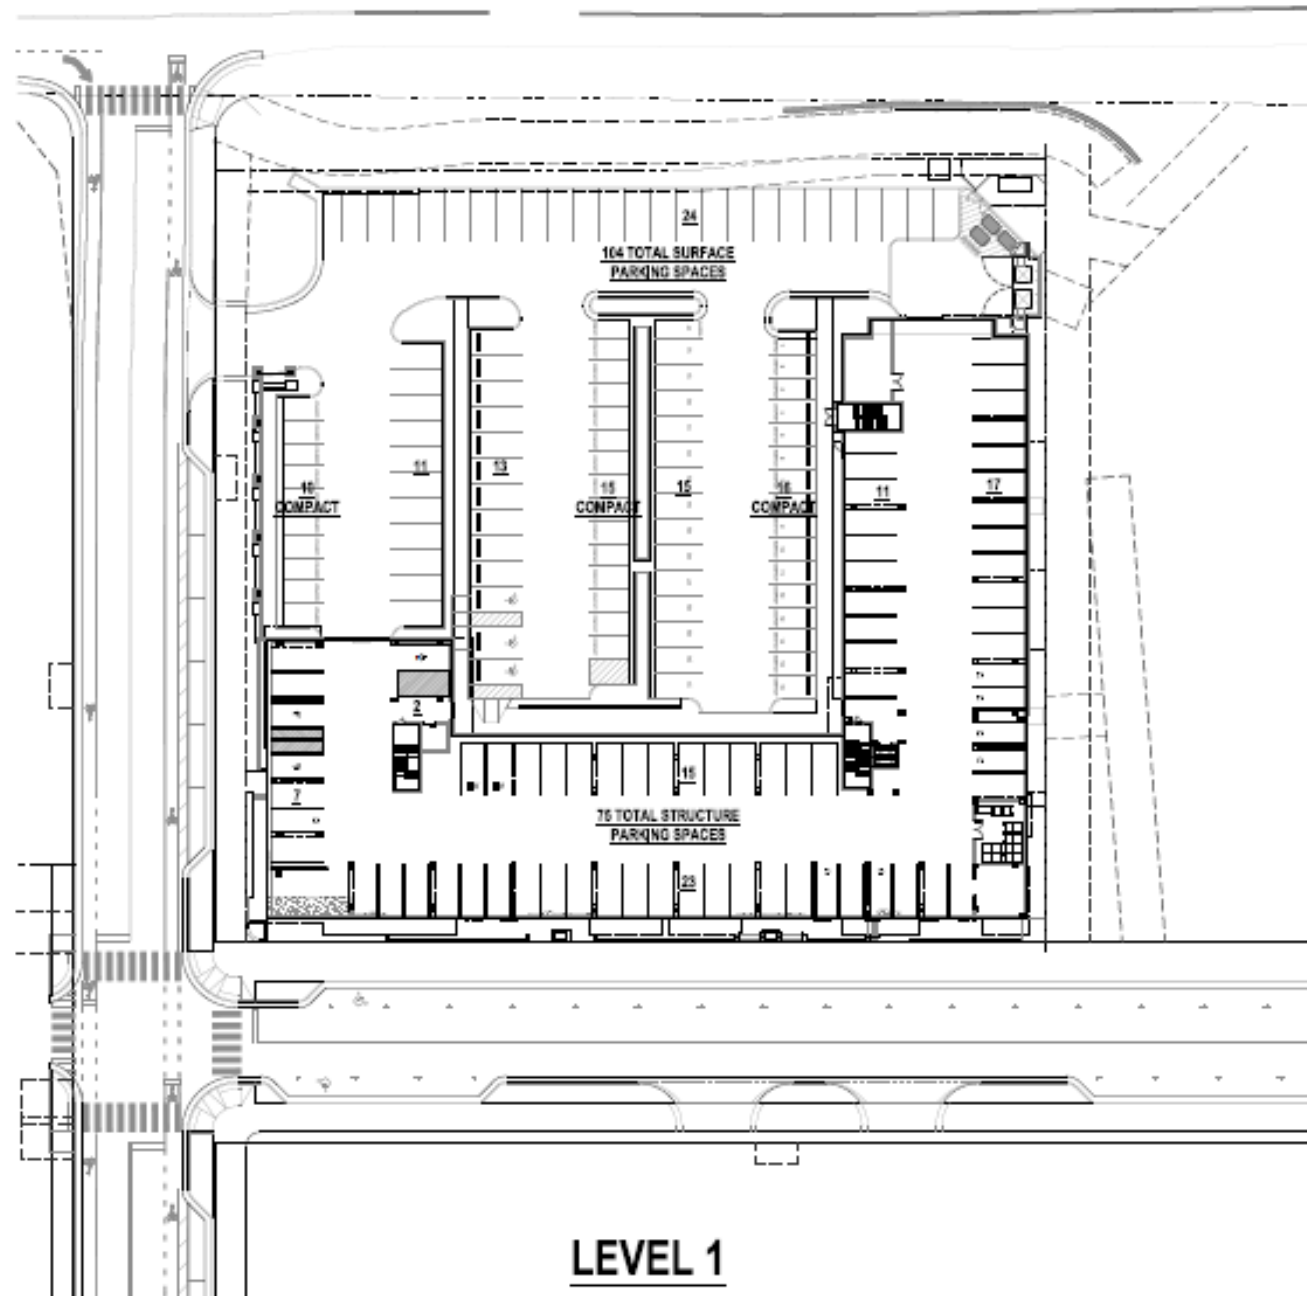 24
104 TOTAL SURFACE
PARKING SPACES
10
COMPACT
11
13
15
COMPACT
15
16
COMPACT
11
17
2
7
15
75 TOTAL STRUCTURE
PARKING SPACES
23
LEVEL 1